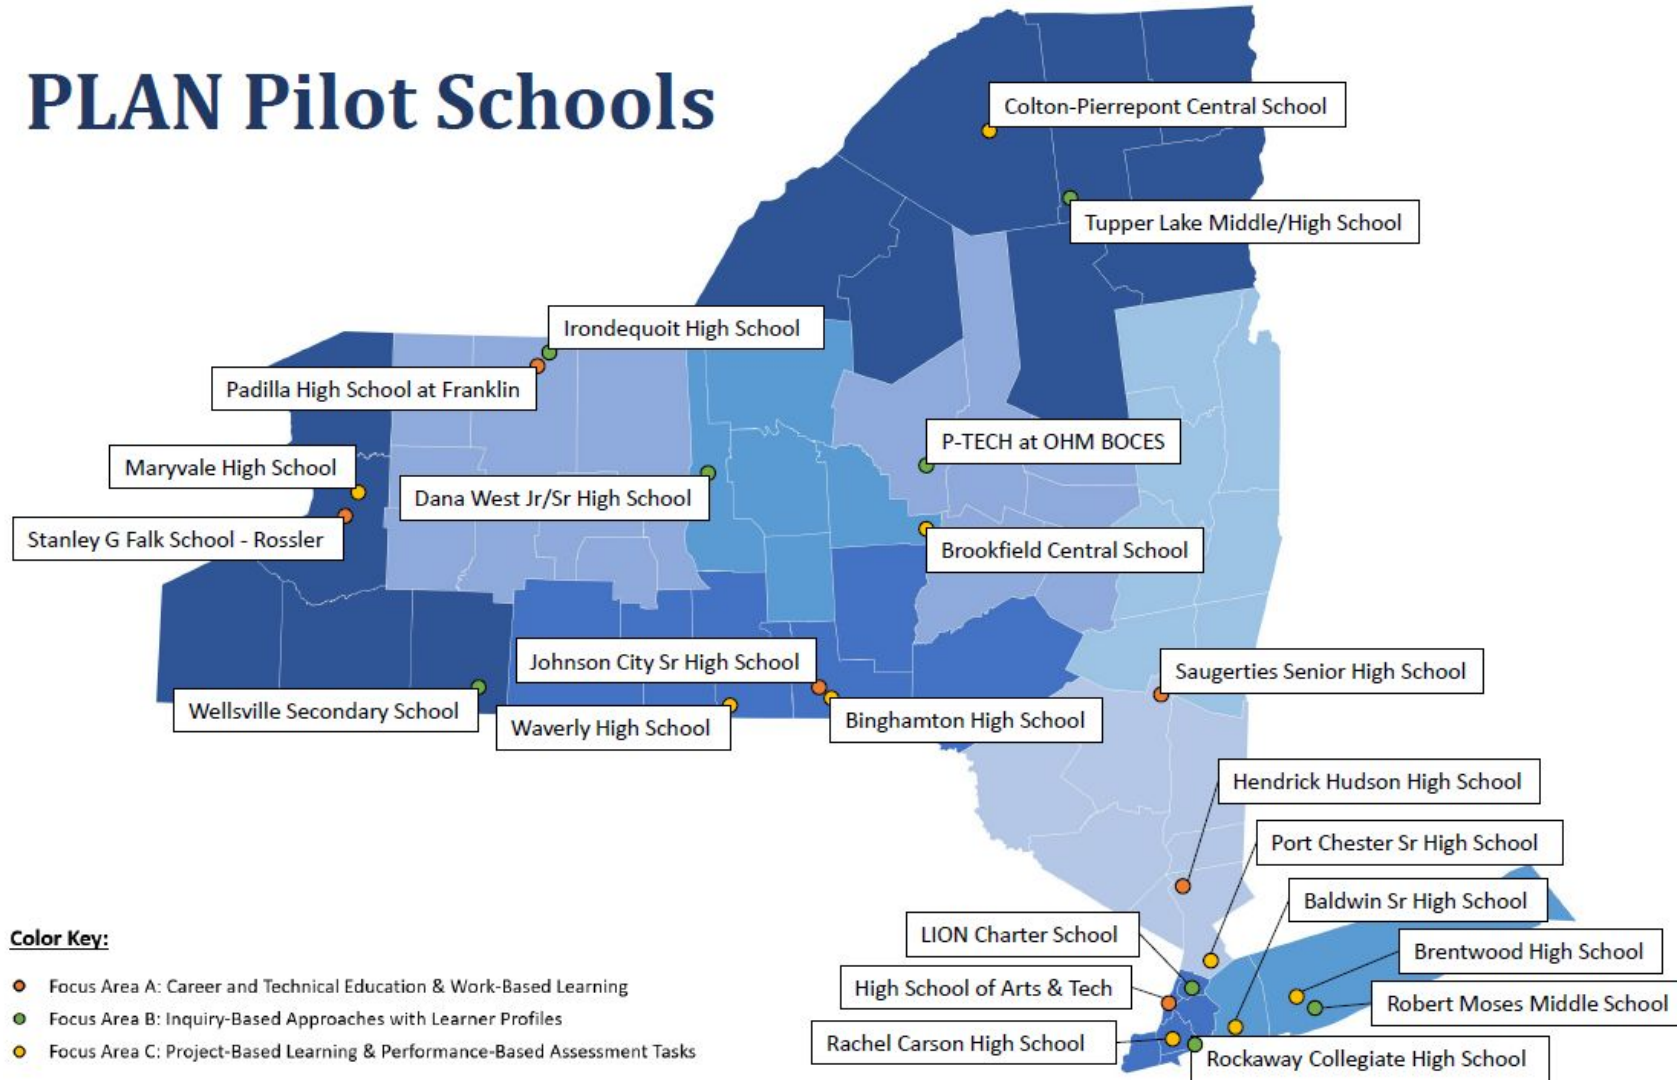 PLAN Pilot Schools
Colton-Pierrepont Central School
Tupper Lake Middle/High School
Irondequoit High School
Padilla High School at Franklin
P-TECH at OHM BOCES
Maryvale High School
Dana West Jr/Sr High School
Stanley G Falk School - Rossler
Brookfield Central School
Johnson City Sr High School
Saugerties Senior High School
Wellsville Secondary School
Waverly High School
Binghamton High School
Hendrick Hudson High School
Port Chester Sr High School
Baldwin Sr High School
LION Charter School
Brentwood High School
High School of Arts & Tech
Robert Moses Middle School
Rachel Carson High School
Rockaway Collegiate High School
Color Key:
Focus Area A: Career and Technical Education & Work-Based Learning
Focus Area B: Inquiry-Based Approaches with Learner Profiles
Focus Area C: Project-Based Learning & Performance-Based Assessment Tasks